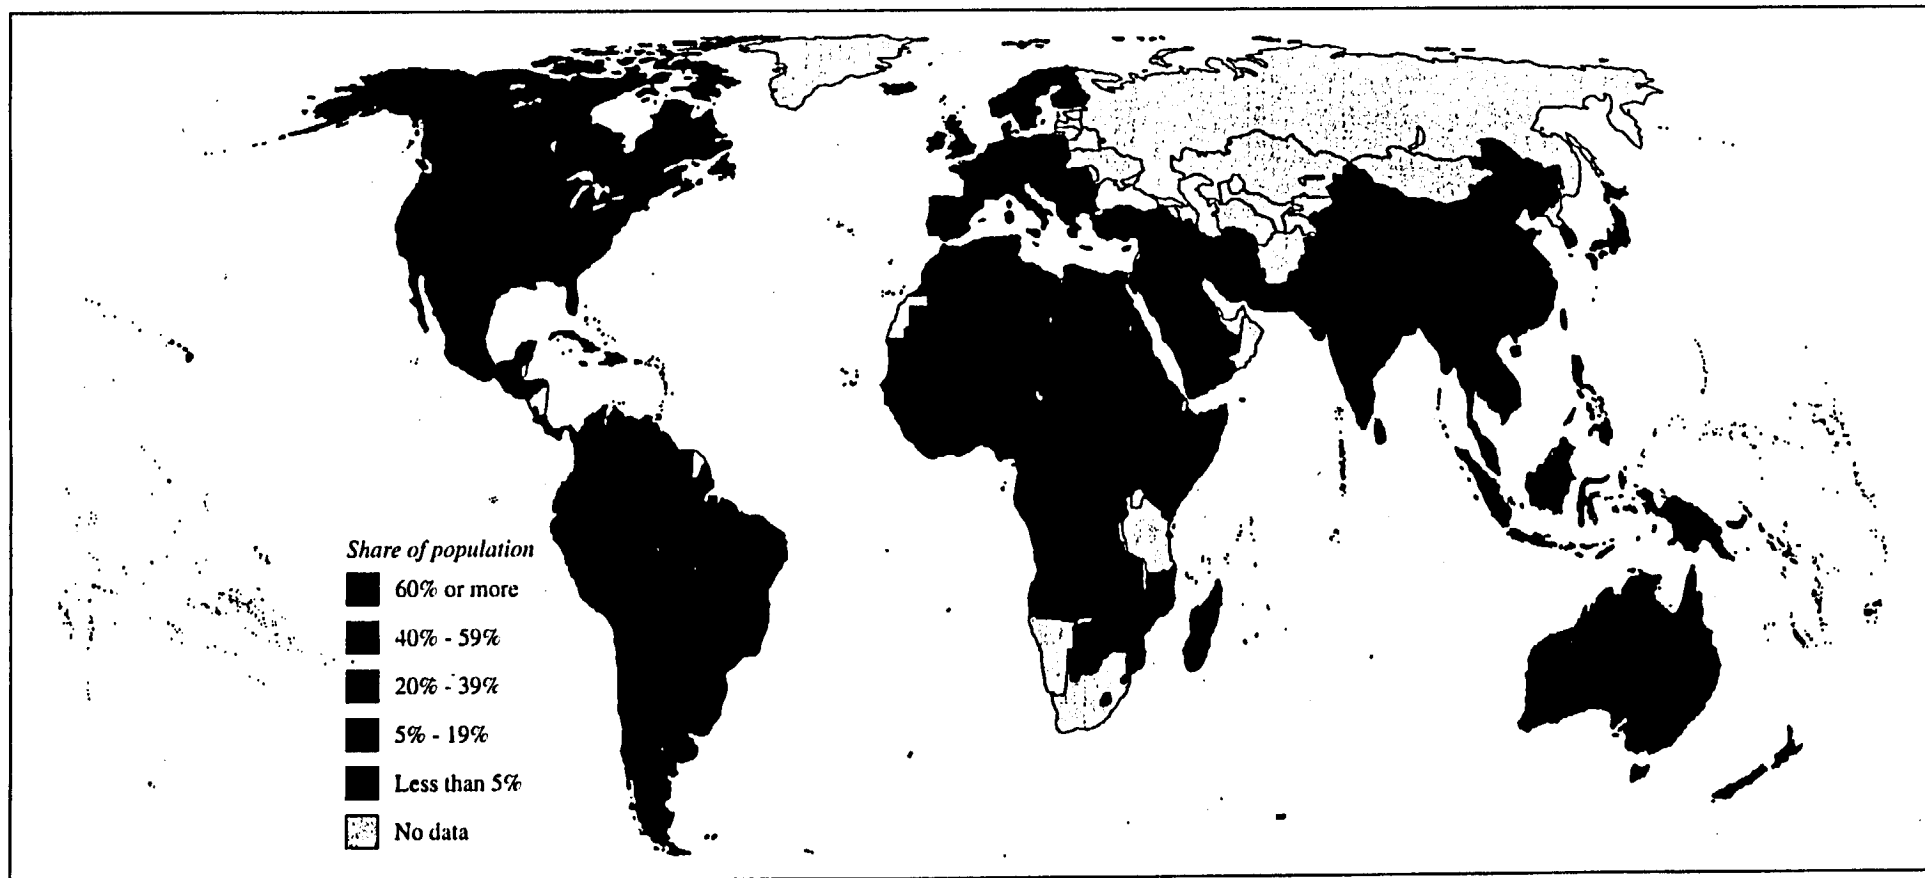 Share of population
60% or more
40% - 59%
20% - 39%
5% - 19%
Less than 5%
No data